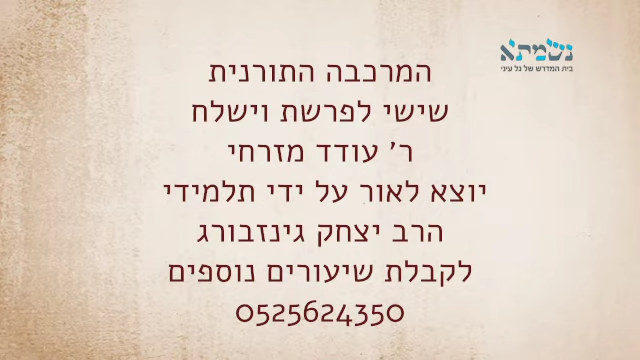 נשמתא
בית המדרש של גל עיני
המרכבה התורנית
שישי לפרשת וישלח
ר' עודד מזרחי
יוצא לאור על ידי תלמידי
הרב יצחק גינזבורג
לקבלת שיעורים נוספים
0525624350